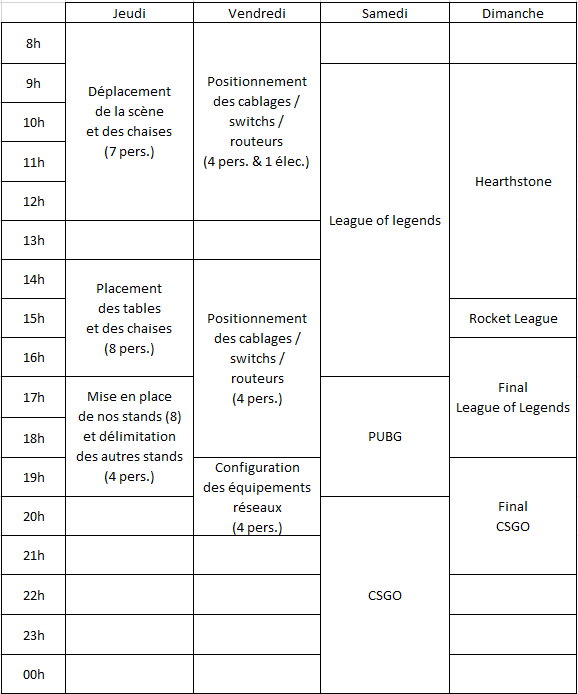 Jeudi Vendredi Samedi Dimanche
8h
9h
10h
11h
12h
13h
14h
15h
16h
17h
18h
19h
20h
21h
22h
23h
00h
Déplacement
de la scène
et des chaises
(7 pers.)
Placement
des tables
et des chaises
(8 pers.)
Mise en place
de nos stands (8)
et délimitation
des autres stands
(4 pers.)
Positionnement
des cablages /
switchs /
routeurs
(4 pers. & 1 élec.)
Positionnement
des cablages /
switchs /
routeurs
(4 pers.)
Configuration
des équipements
réseaux
(4 pers.)
League of legends
PUBG
CSGO
Hearthstone
Rocket League
Final
League of Legends
Final
CSGO